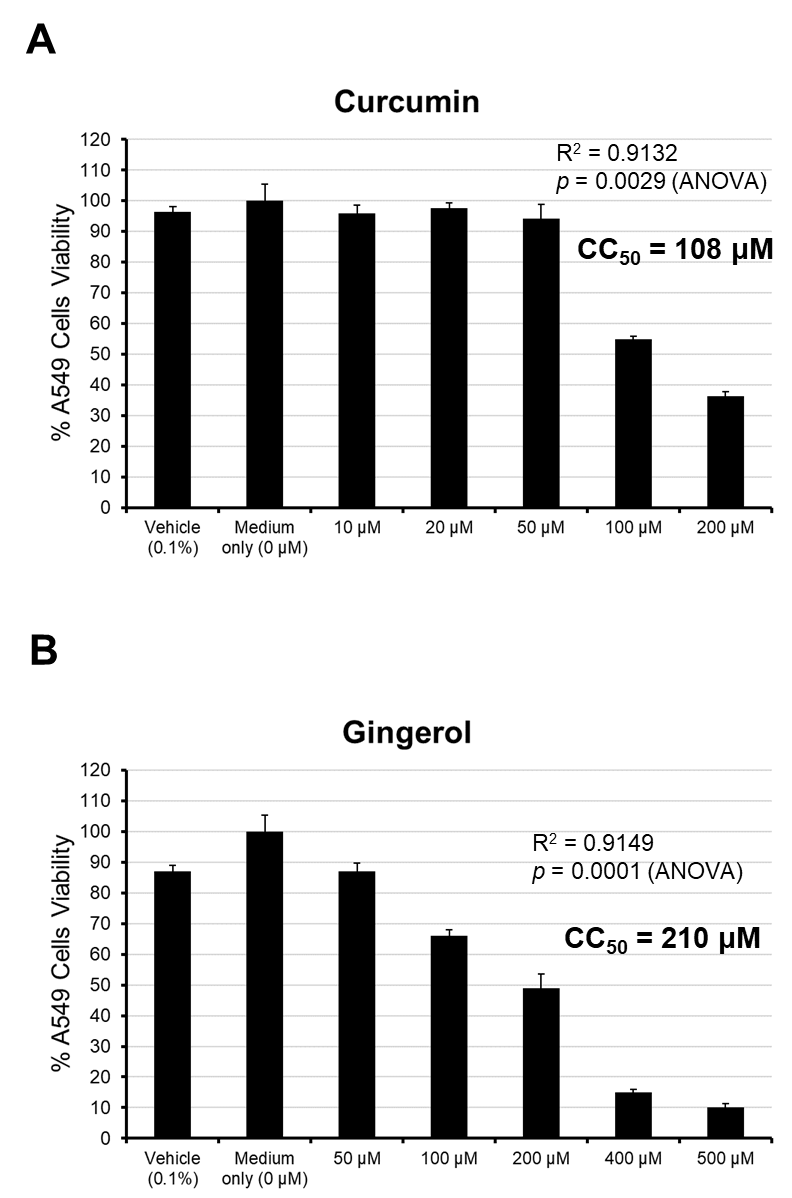 A
Curcumin
R² = 0.9132
p = 0.0029 (ANOVA)
CC₅₀ = 108 µM
% A549 Cells Viability
120
110
100
90
80
70
60
50
40
30
20
10
0
Vehicle (0.1%)
Medium only (0 µM)
10 µM
20 µM
50 µM
100 µM
200 µM
B
Gingerol
R² = 0.9149
p = 0.0001 (ANOVA)
CC₅₀ = 210 µM
% A549 Cells Viability
120
110
100
90
80
70
60
50
40
30
20
10
0
Vehicle (0.1%)
Medium only (0 µM)
50 µM
100 µM
200 µM
400 µM
500 µM